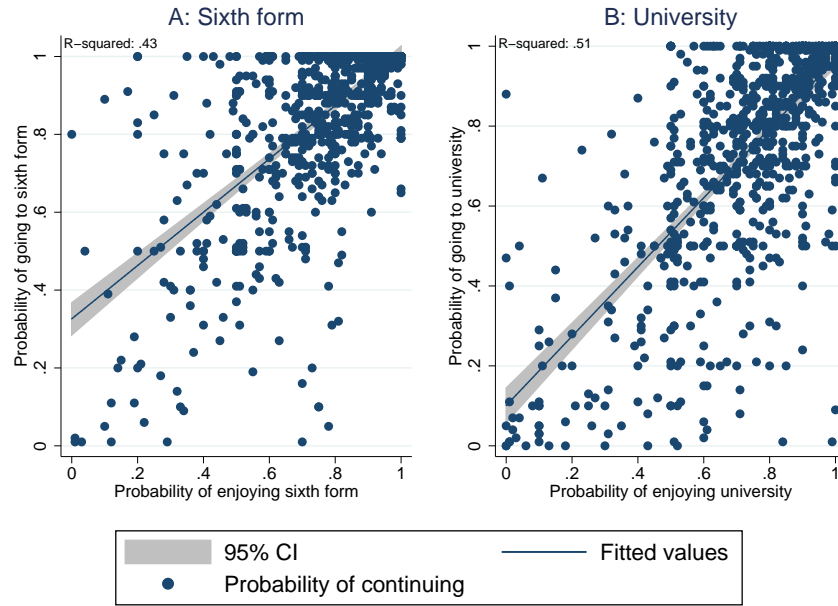 A: Sixth form
R-squared: .43
Probability of going to sixth form
1
.8
.6
.4
.2
0
0 .2 .4 .6 .8 1
Probability of enjoying sixth form
B: University
R-squared: .51
Probability of going to university
1
.8
.6
.4
.2
0
0 .2 .4 .6 .8 1
Probability of enjoying university
95% CI
Fitted values
Probability of continuing